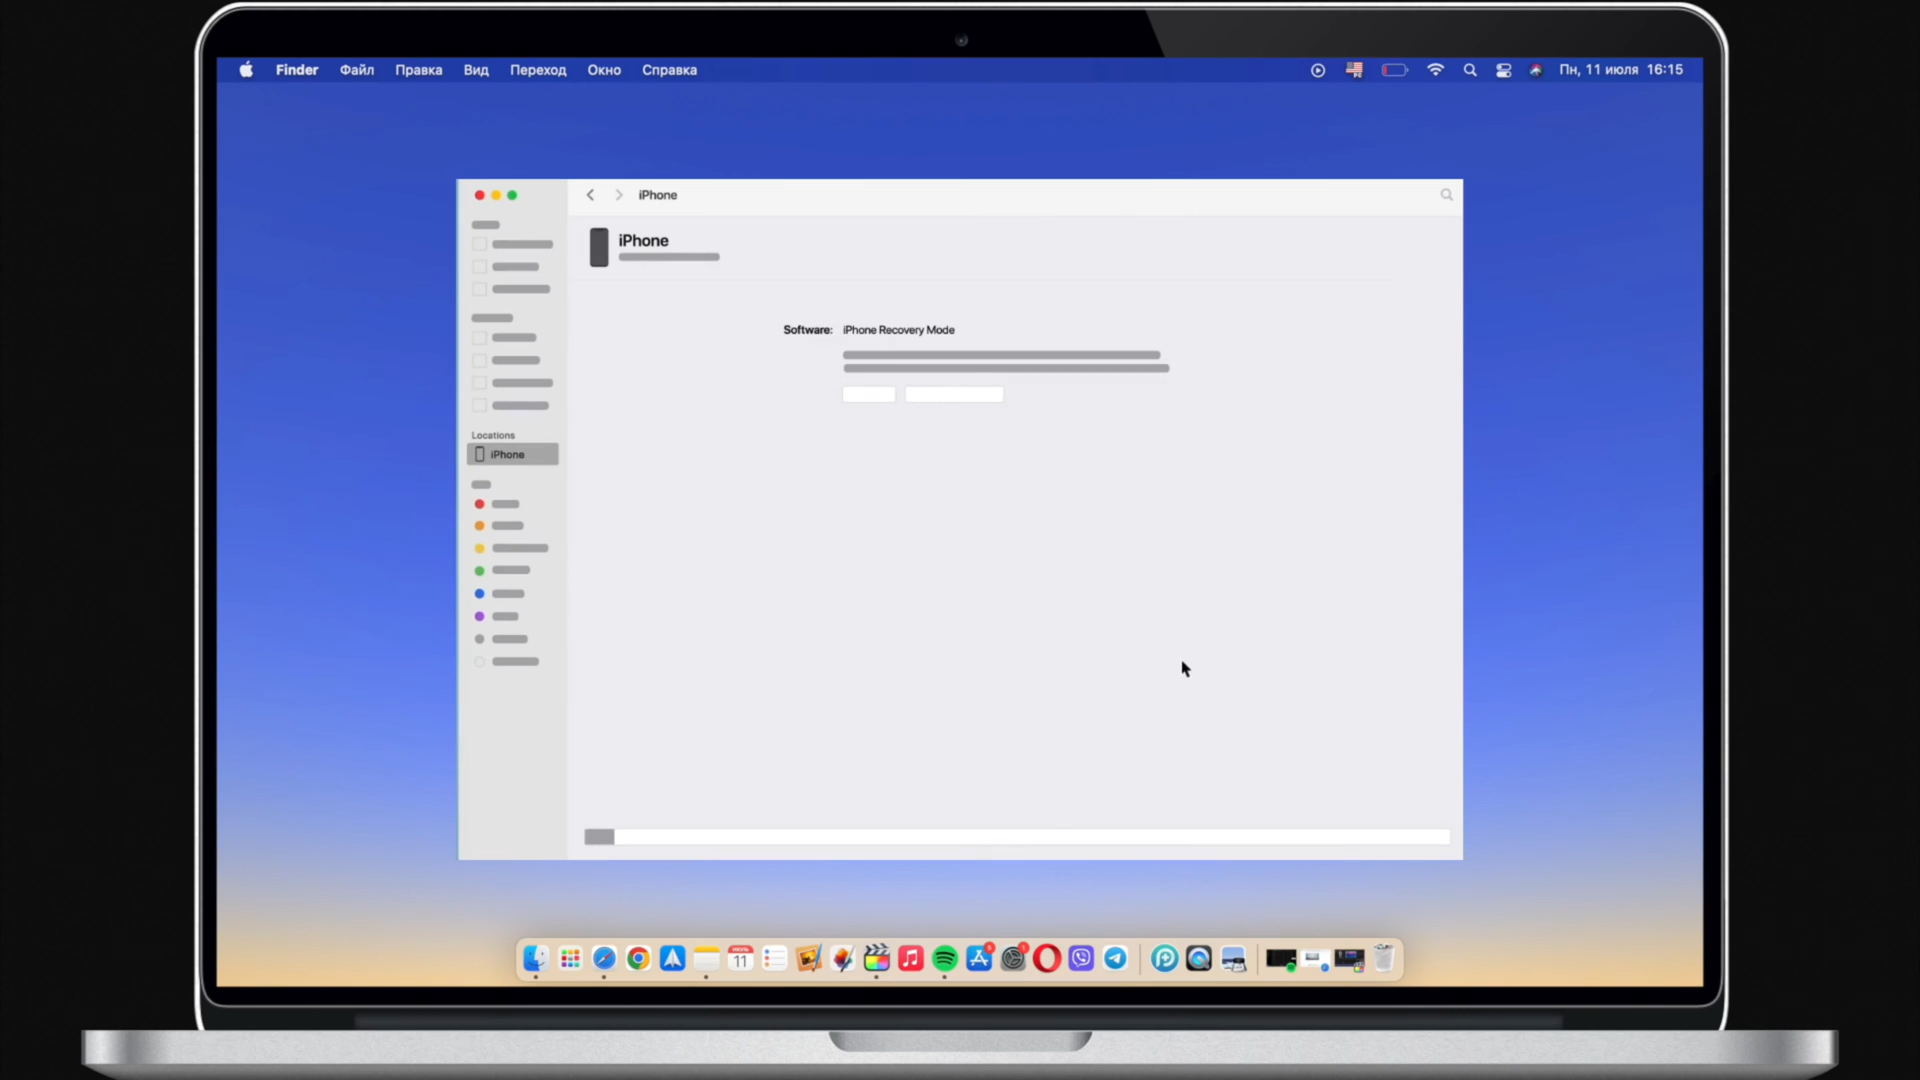 Finder Файл Правка Вид Переход Окно Справка Пн, 11 июля 16:15
iPhone
iPhone
Software: iPhone Recovery Mode
Locations
iPhone
11